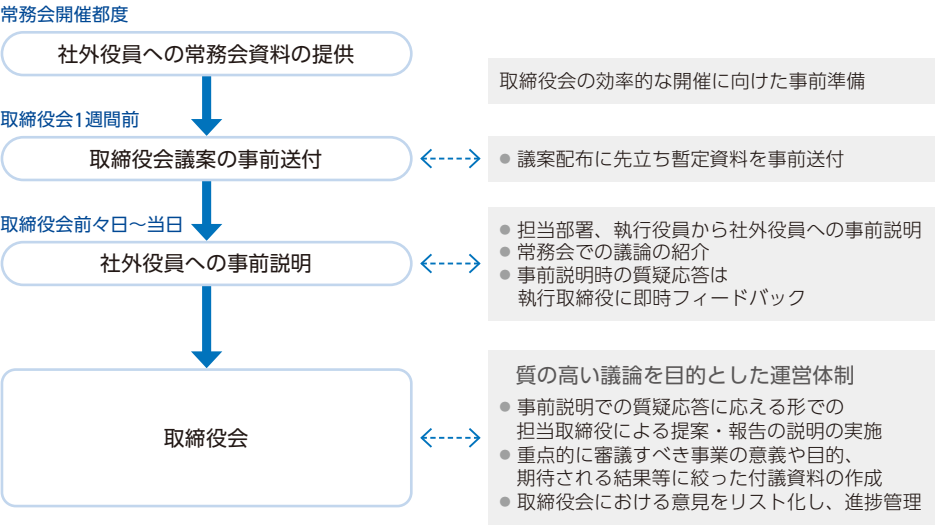 常務会開催都度
社外役員への常務会資料の提供
取締役会の効率的な開催に向けた事前準備
取締役会1週間前
取締役会議案の事前送付
● 議案配布に先立ち暫定資料を事前送付
取締役会前々日～当日
社外役員への事前説明
● 担当部署、執行役員から社外役員への事前説明
● 常務会での議論の紹介
● 事前説明時の質疑応答は
執行取締役に即時フィードバック
取締役会
質の高い議論を目的とした運営体制
● 事前説明での質疑応答に応える形での
担当取締役による提案・報告の説明の実施
● 重点的に審議すべき事業の意義や目的、
期待される結果等に絞った付議資料の作成
● 取締役会における意見をリスト化し、進捗管理